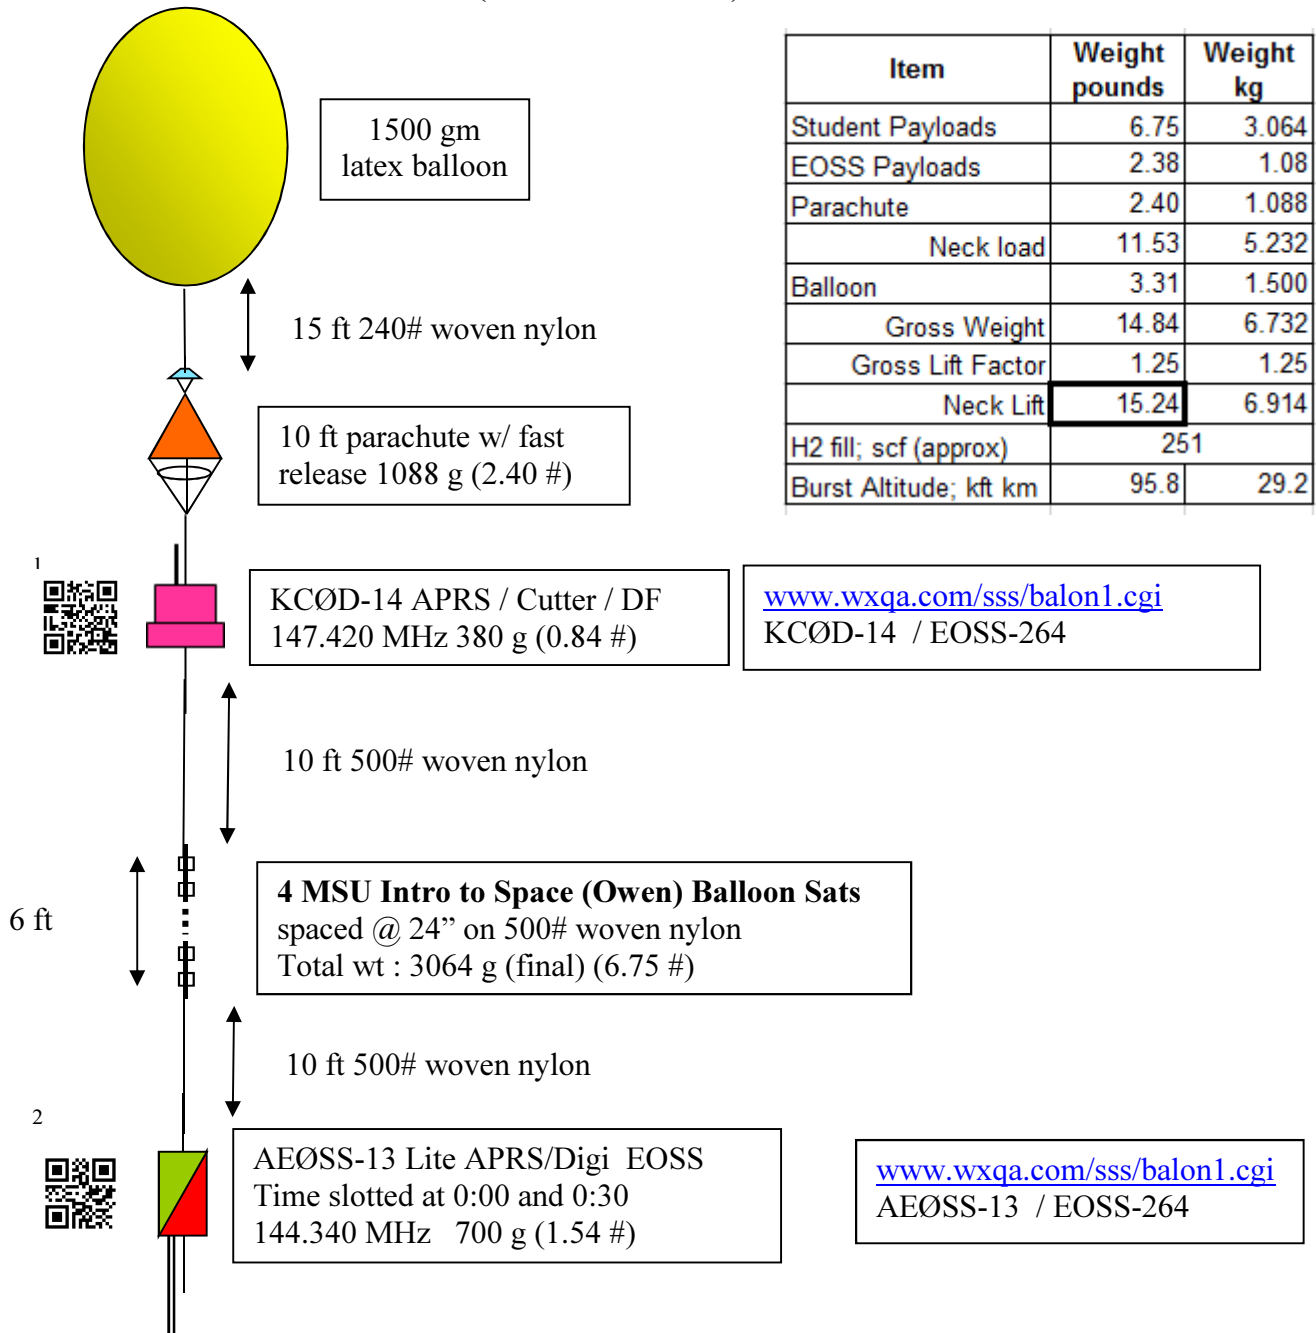 1500 gm
latex balloon
15 ft 240# woven nylon
10 ft parachute w/ fast
release 1088 g (2.40 #)
Item Weight pounds Weight kg
Student Payloads 6.75 3.064
EOSS Payloads 2.38 1.08
Parachute 2.40 1.088
Neck load 11.53 5.232
Balloon 3.31 1.500
Gross Weight 14.84 6.732
Gross Lift Factor 1.25 1.25
Neck Lift 15.24 6.914
H2 fill; scf (approx) 251
Burst Altitude; kft km 95.8 29.2
1
KCØD-14 APRS / Cutter / DF
147.420 MHz 380 g (0.84 #)
www.wxqa.com/sss/balon1.cgi
KCØD-14 / EOSS-264
10 ft 500# woven nylon
6 ft
4 MSU Intro to Space (Owen) Balloon Sats
spaced @ 24” on 500# woven nylon
Total wt : 3064 g (final) (6.75 #)
10 ft 500# woven nylon
2
AEØSS-13 Lite APRS/Digi EOSS
Time slotted at 0:00 and 0:30
144.340 MHz 700 g (1.54 #)
www.wxqa.com/sss/balon1.cgi
AEØSS-13 / EOSS-264